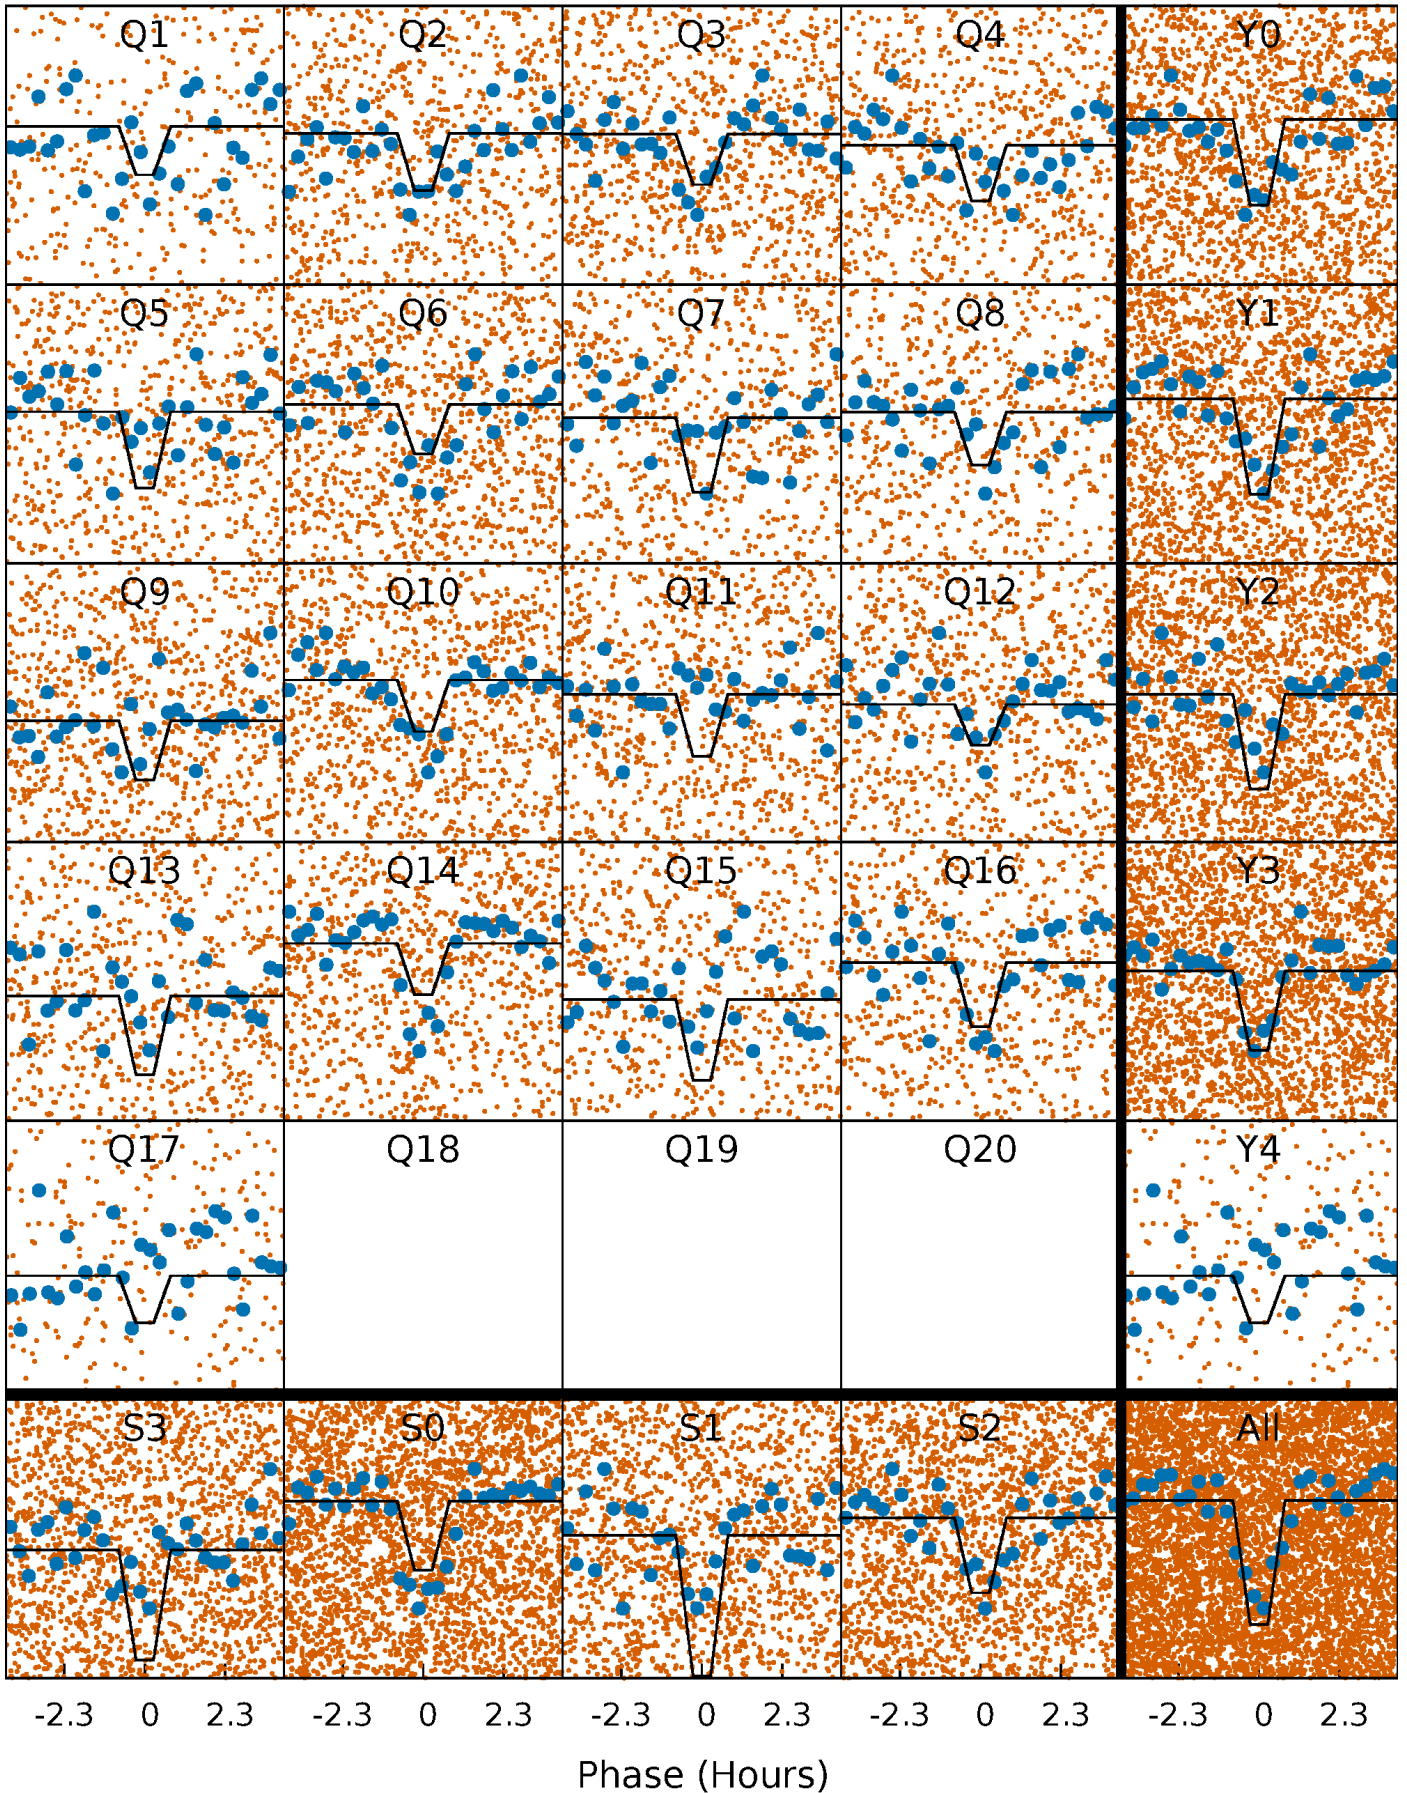 Q1 Q2 Q3 Q4 Y0
Q5 Q6 Q7 Q8 Y1
Q9 Q10 Q11 Q12 Y2
Q13 Q14 Q15 Q16 Y3
Q17 Q18 Q19 Q20 Y4
S3 S0 S1 S2 All
-2.3 0 2.3 -2.3 0 2.3 -2.3 0 2.3 -2.3 0 2.3 -2.3 0 2.3
Phase (Hours)